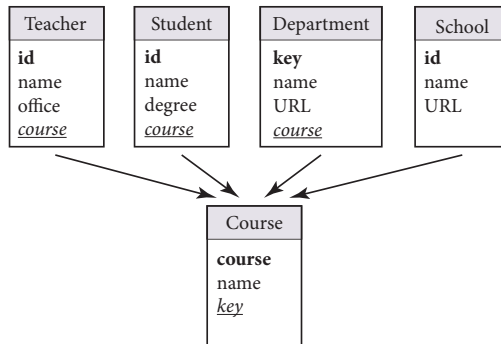 Teacher
id
name
office
course
Student
id
name
degree
course
Department
key
name
URL
course
School
id
name
URL
Course
course
name
key